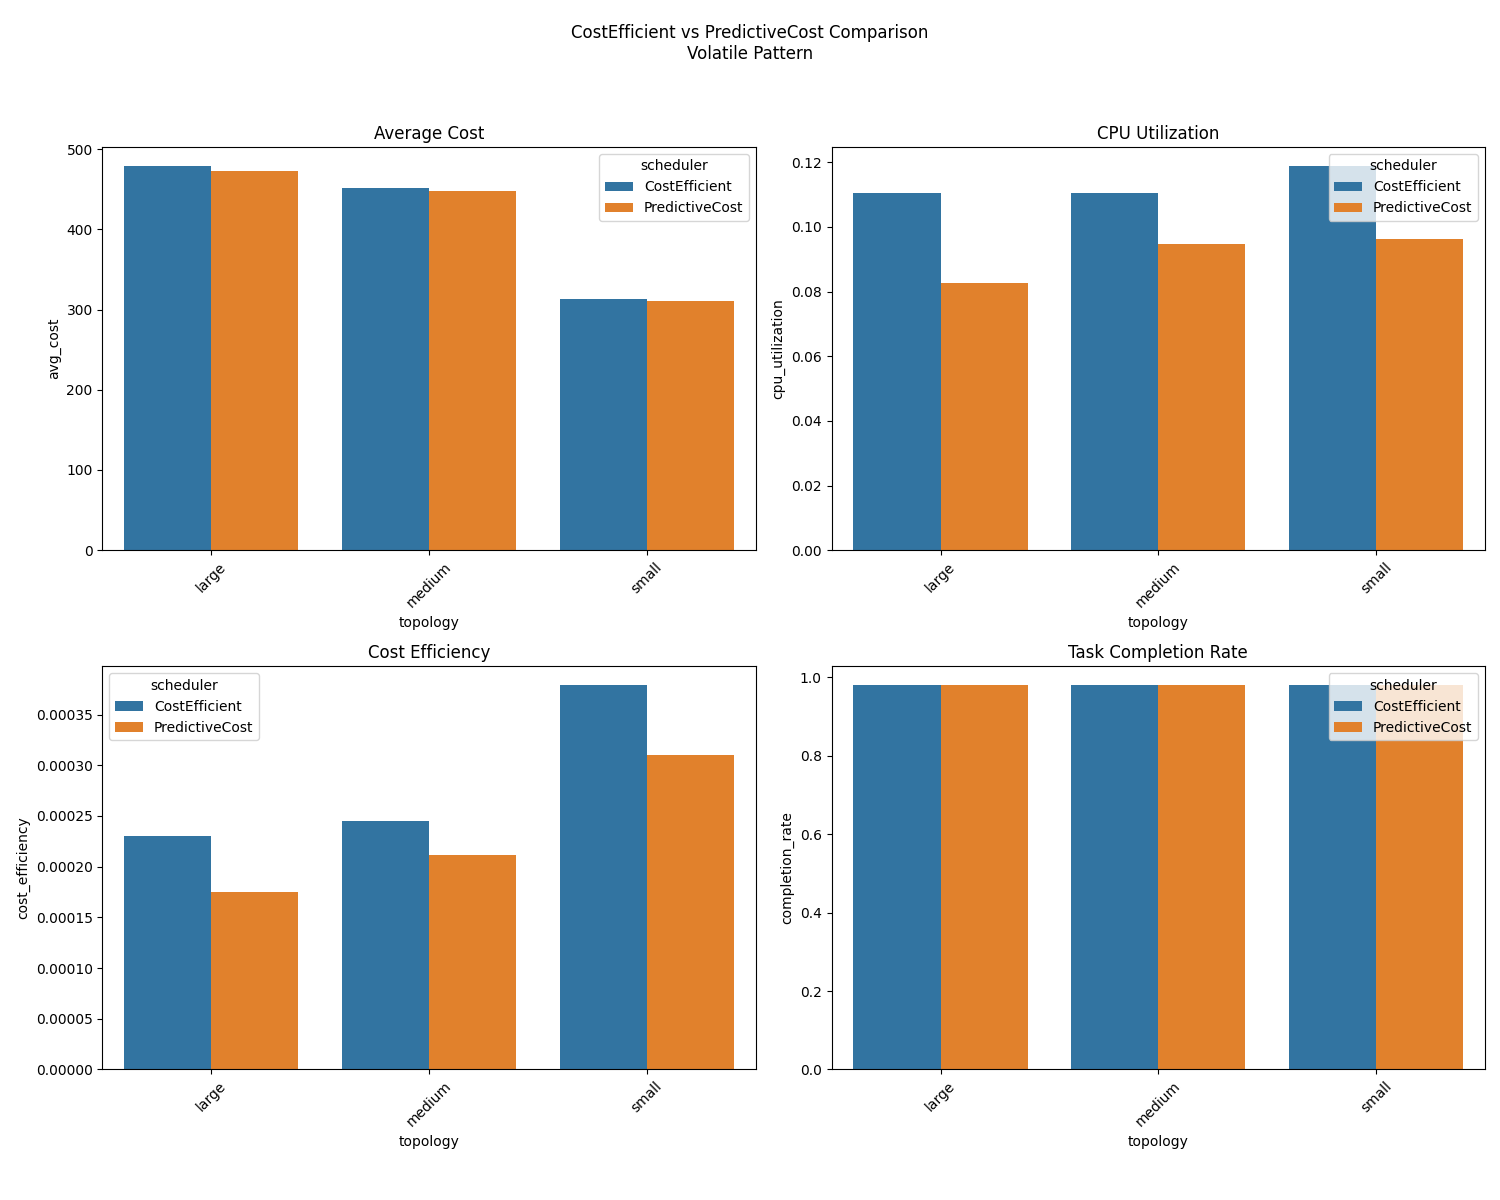 CostEfficient vs PredictiveCost Comparison
Volatile Pattern
Average Cost
500
400
300
200
100
0
avg_cost
scheduler
CostEfficient
PredictiveCost
large
medium
small
topology
CPU Utilization
0.12
0.10
0.08
0.06
0.04
0.02
0.00
cpu_utilization
scheduler
CostEfficient
PredictiveCost
large
medium
small
topology
Cost Efficiency
0.00035
0.00030
0.00025
0.00020
0.00015
0.00010
0.00005
0.00000
cost_efficiency
scheduler
CostEfficient
PredictiveCost
large
medium
small
topology
Task Completion Rate
1.0
0.8
0.6
0.4
0.2
0.0
completion_rate
scheduler
CostEfficient
PredictiveCost
large
medium
small
topology